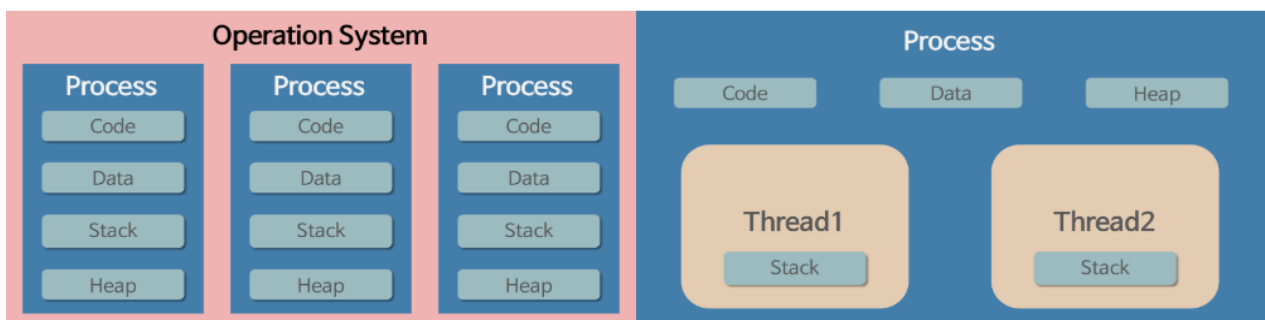 Operation System
Process
Code
Data
Stack
Heap
Process
Code
Data
Stack
Heap
Process
Code
Data
Stack
Heap
Process
Code
Data
Heap
Thread1
Stack
Thread2
Stack